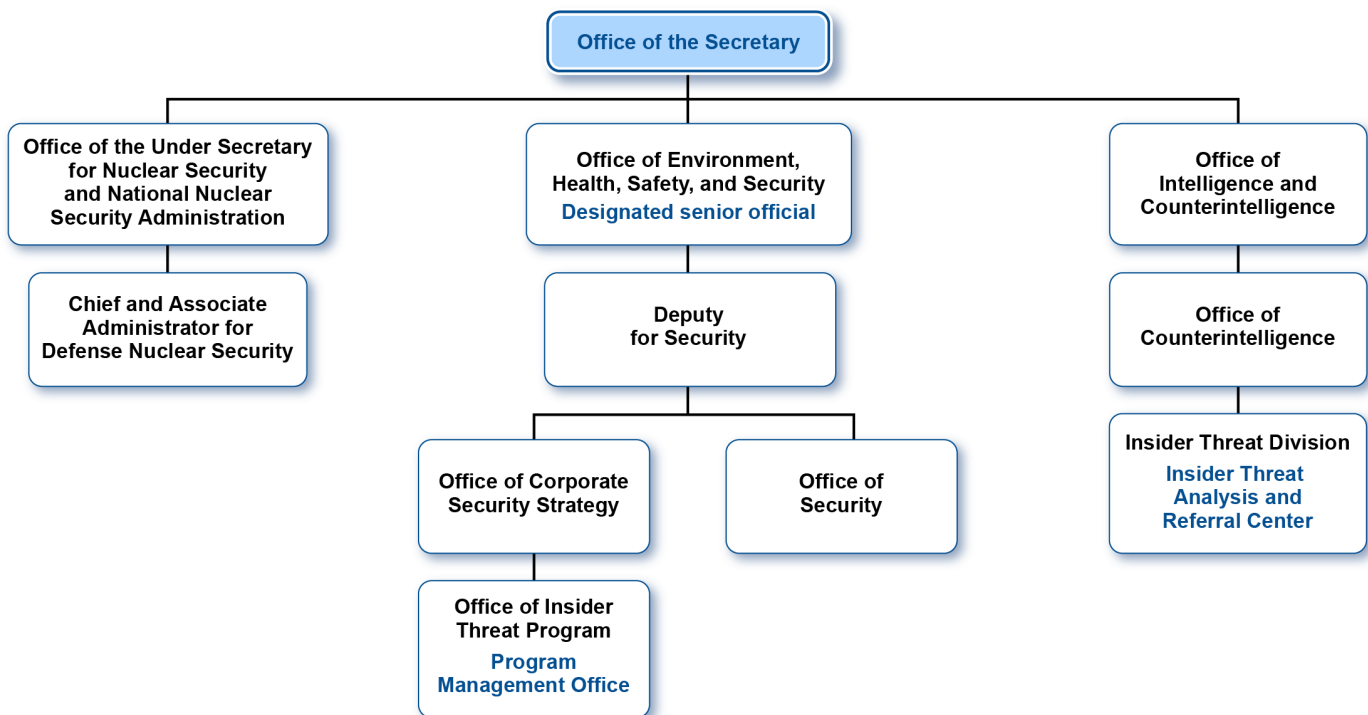 Office of the Secretary
Office of the Under Secretary
for Nuclear Security
and National Nuclear
Security Administration
Office of Environment,
Health, Safety, and Security
Designated senior official
Office of
Intelligence and
Counterintelligence
Chief and Associate
Administrator for
Defense Nuclear Security
Deputy
for Security
Office of
Counterintelligence
Office of Corporate
Security Strategy
Office of
Security
Insider Threat Division
Insider Threat
Analysis and
Referral Center
Office of Insider
Threat Program
Program
Management Office